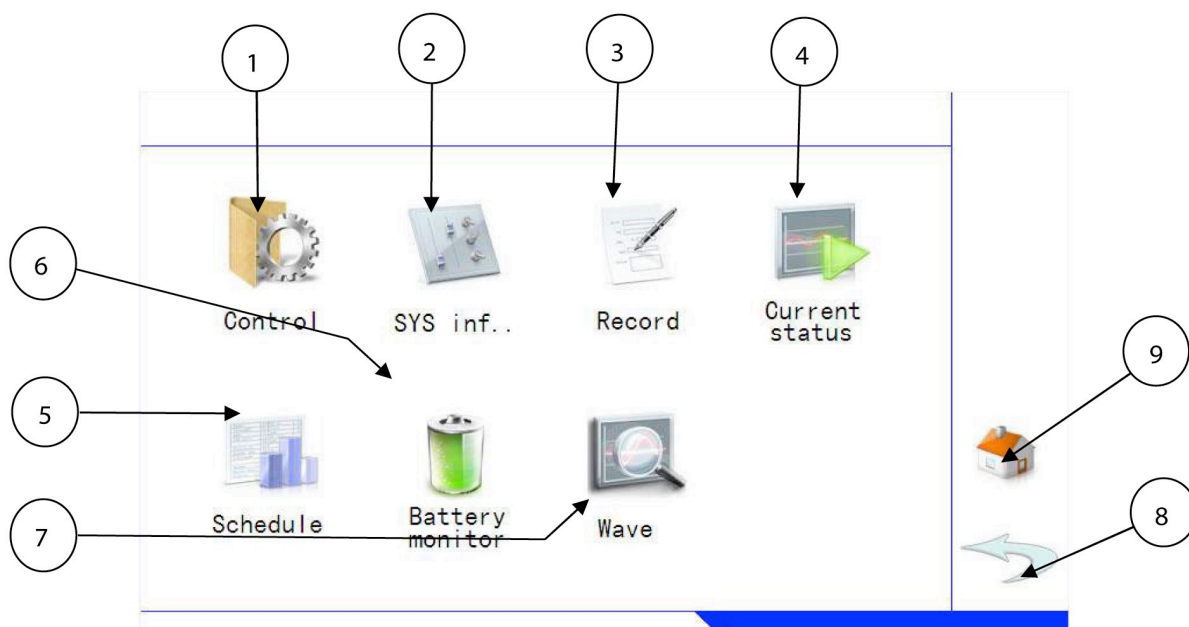 1
2
3
4
Control
SYS inf..
Record
Current
status
6
5
9
Schedule
Battery
monitor
Wave
7
8